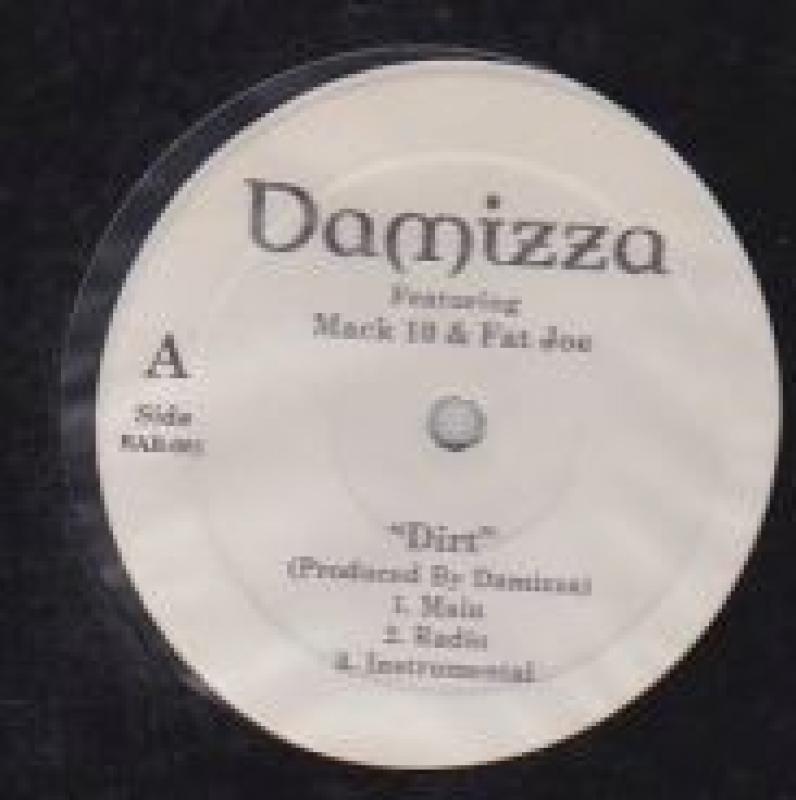 Damizza
Featuring
Mack 10 & Fat Joe
A
Side
"Dirt"
(Produced By Damizza)
1. Main
2. Radio
3. Instrumental